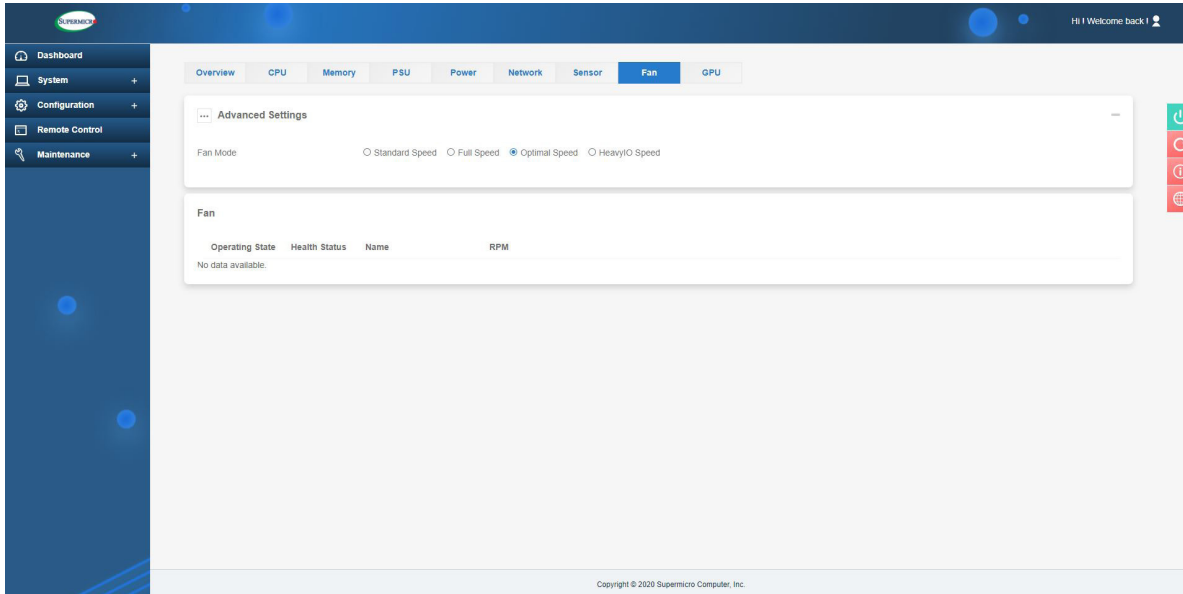 SUPERMICRO
Hi ! Welcome back !
Dashboard
System +
Configuration +
Remote Control
Maintenance +
Overview CPU Memory PSU Power Network Sensor Fan GPU
... Advanced Settings
Fan Mode Standard Speed Full Speed Optimal Speed HeavyIO Speed
Fan
Operating State Health Status Name RPM
No data available.
Copyright © 2020 Supermicro Computer, Inc.